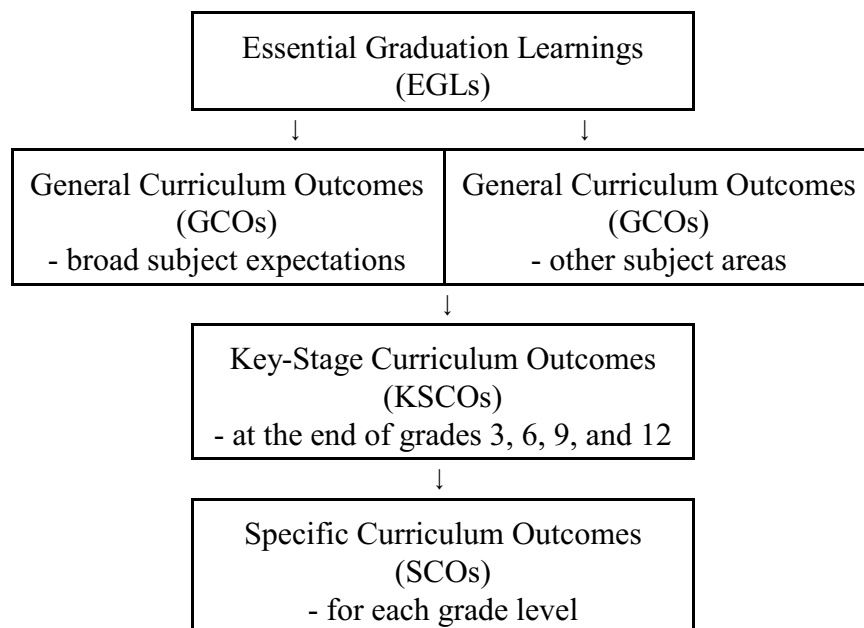 Essential Graduation Learnings
(EGLs)
↓ ↓
General Curriculum Outcomes
(GCOs)
- broad subject expectations
General Curriculum Outcomes
(GCOs)
- other subject areas
↓
Key-Stage Curriculum Outcomes
(KSCOs)
- at the end of grades 3, 6, 9, and 12
↓
Specific Curriculum Outcomes
(SCOs)
- for each grade level